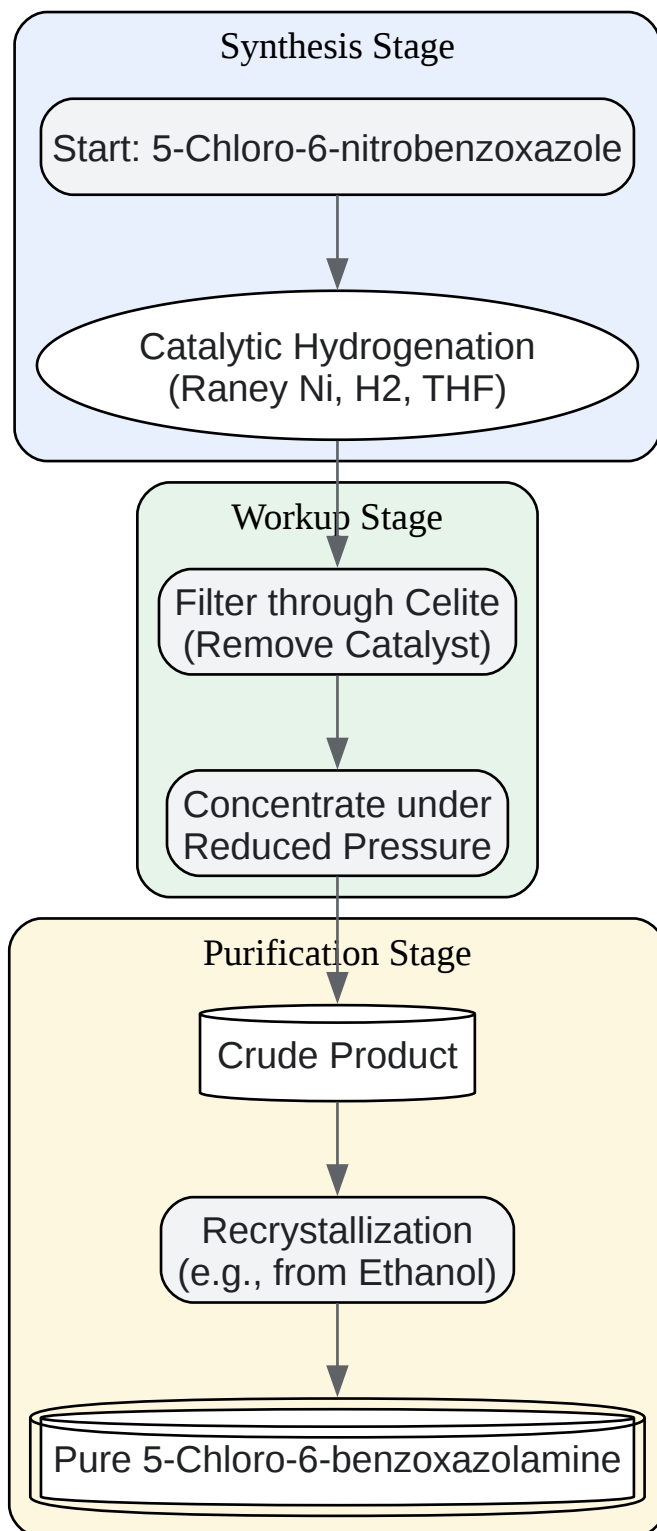 Synthesis Stage
Start: 5-Chloro-6-nitrobenzoxazole
Catalytic Hydrogenation
(Raney Ni, H2, THF)
Workup Stage
Filter through Celite
(Remove Catalyst)
Concentrate under
Reduced Pressure
Purification Stage
Crude Product
Recrystallization
(e.g., from Ethanol)
Pure 5-Chloro-6-benzoxazolamine